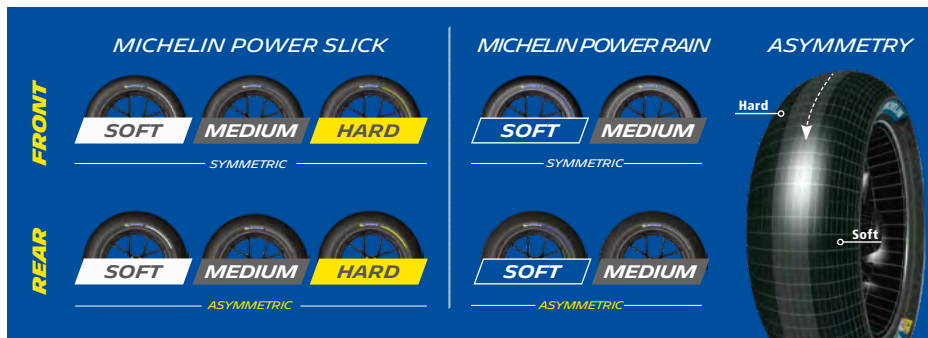 MICHELIN POWER SLICK
MICHELIN POWER RAIN
ASYMMETRY
FRONT
SOFT
MEDIUM
HARD
SYMMETRIC
SOFT
MEDIUM
SYMMETRIC
REAR
SOFT
MEDIUM
HARD
ASYMMETRIC
SOFT
MEDIUM
ASYMMETRIC
Hard
Soft